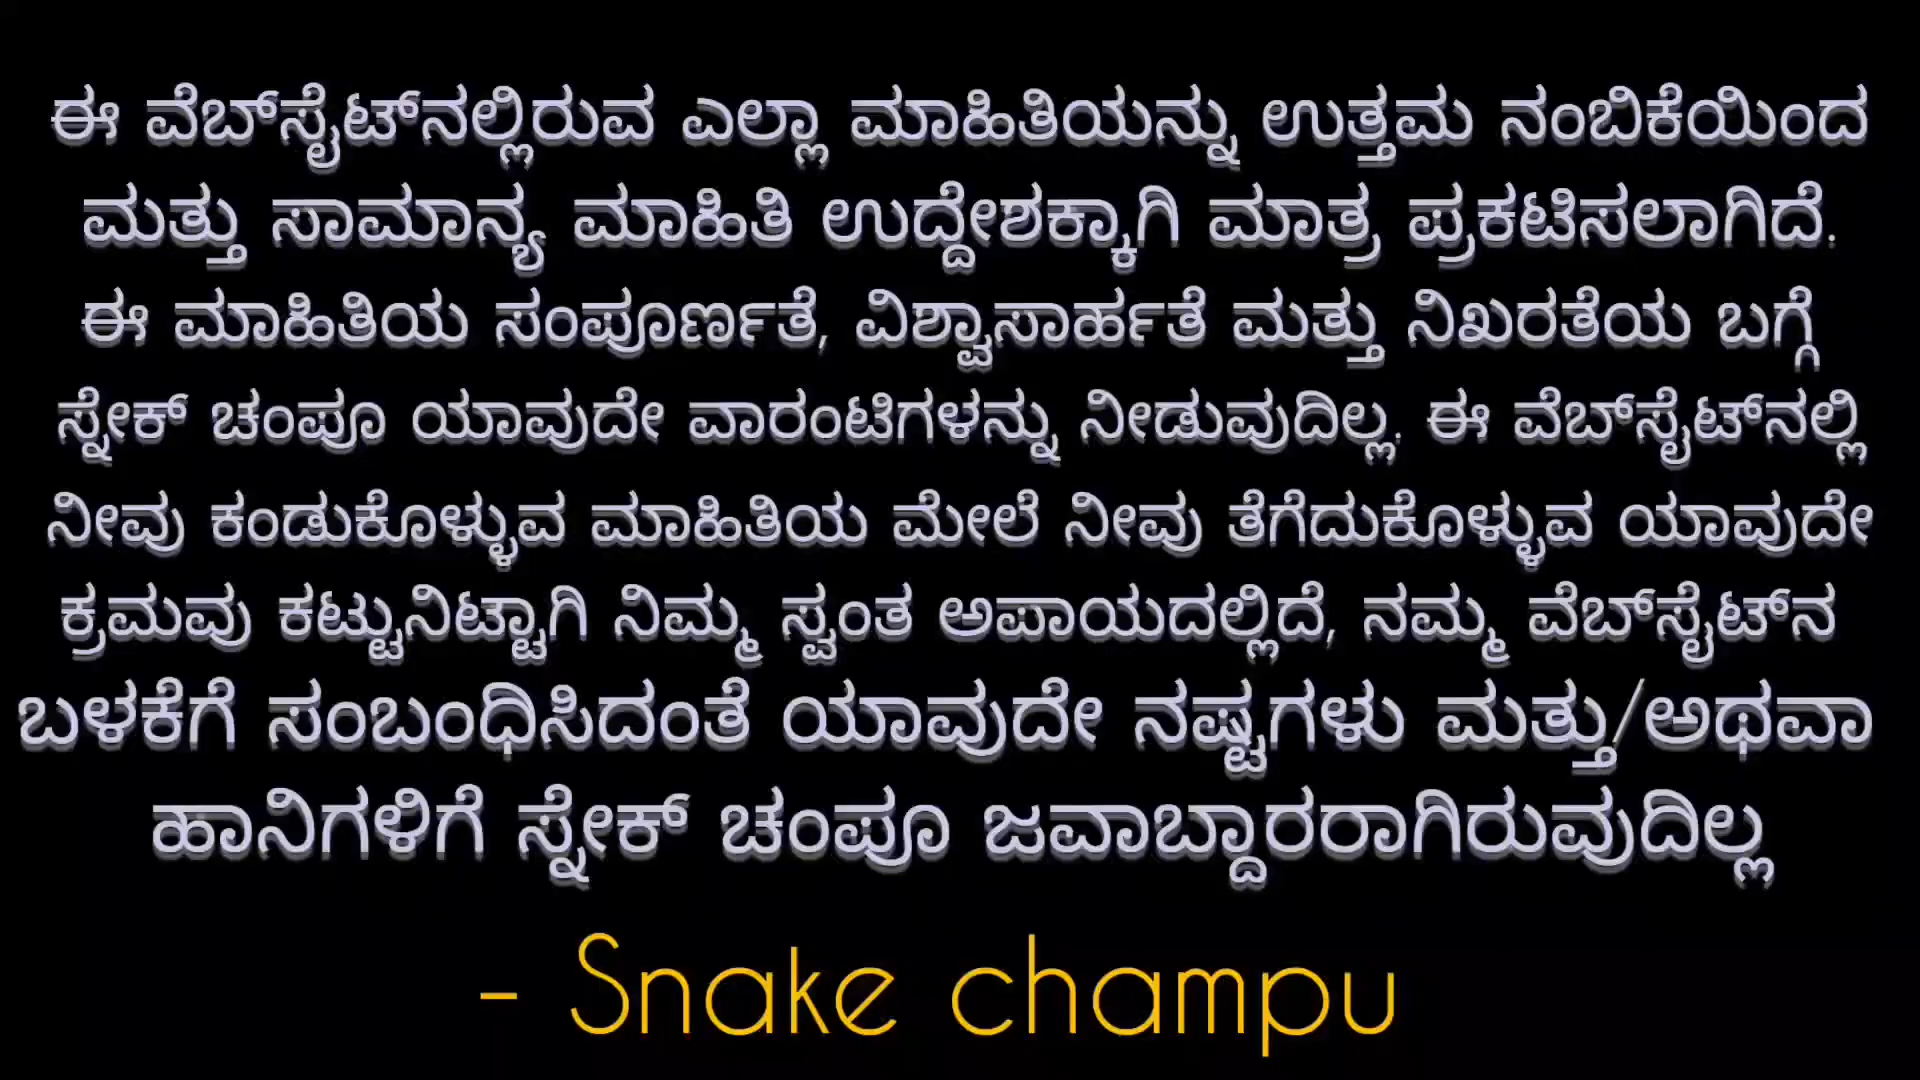 ಈ ವೆಬ್‌ಸೈಟ್‌ನಲ್ಲಿರುವ ಎಲ್ಲಾ ಮಾಹಿತಿಯನ್ನು ಉತ್ತಮ ನಂಬಿಕೆಯಿಂದ
ಮತ್ತು ಸಾಮಾನ್ಯ ಮಾಹಿತಿ ಉದ್ದೇಶಕ್ಕಾಗಿ ಮಾತ್ರ ಪ್ರಕಟಿಸಲಾಗಿದೆ.
ಈ ಮಾಹಿತಿಯ ಸಂಪೂರ್ಣತೆ, ವಿಶ್ವಾಸಾರ್ಹತೆ ಮತ್ತು ನಿಖರತೆಯ ಬಗ್ಗೆ
ಸ್ನೇಕ್ ಚಂಪೂ ಯಾವುದೇ ವಾರಂಟಿಗಳನ್ನು ನೀಡುವುದಿಲ್ಲ. ಈ ವೆಬ್‌ಸೈಟ್‌ನಲ್ಲಿ
ನೀವು ಕಂಡುಕೊಳ್ಳುವ ಮಾಹಿತಿಯ ಮೇಲೆ ನೀವು ತೆಗೆದುಕೊಳ್ಳುವ ಯಾವುದೇ
ಕ್ರಮವು ಕಟ್ಟುನಿಟ್ಟಾಗಿ ನಿಮ್ಮ ಸ್ವಂತ ಅಪಾಯದಲ್ಲಿದೆ, ನಮ್ಮ ವೆಬ್‌ಸೈಟ್‌ನ
ಬಳಕೆಗೆ ಸಂಬಂಧಿಸಿದಂತೆ ಯಾವುದೇ ನಷ್ಟಗಳು ಮತ್ತು/ಅಥವಾ
ಹಾನಿಗಳಿಗೆ ಸ್ನೇಕ್ ಚಂಪೂ ಜವಾಬ್ದಾರರಾಗಿರುವುದಿಲ್ಲ
- Snake champu